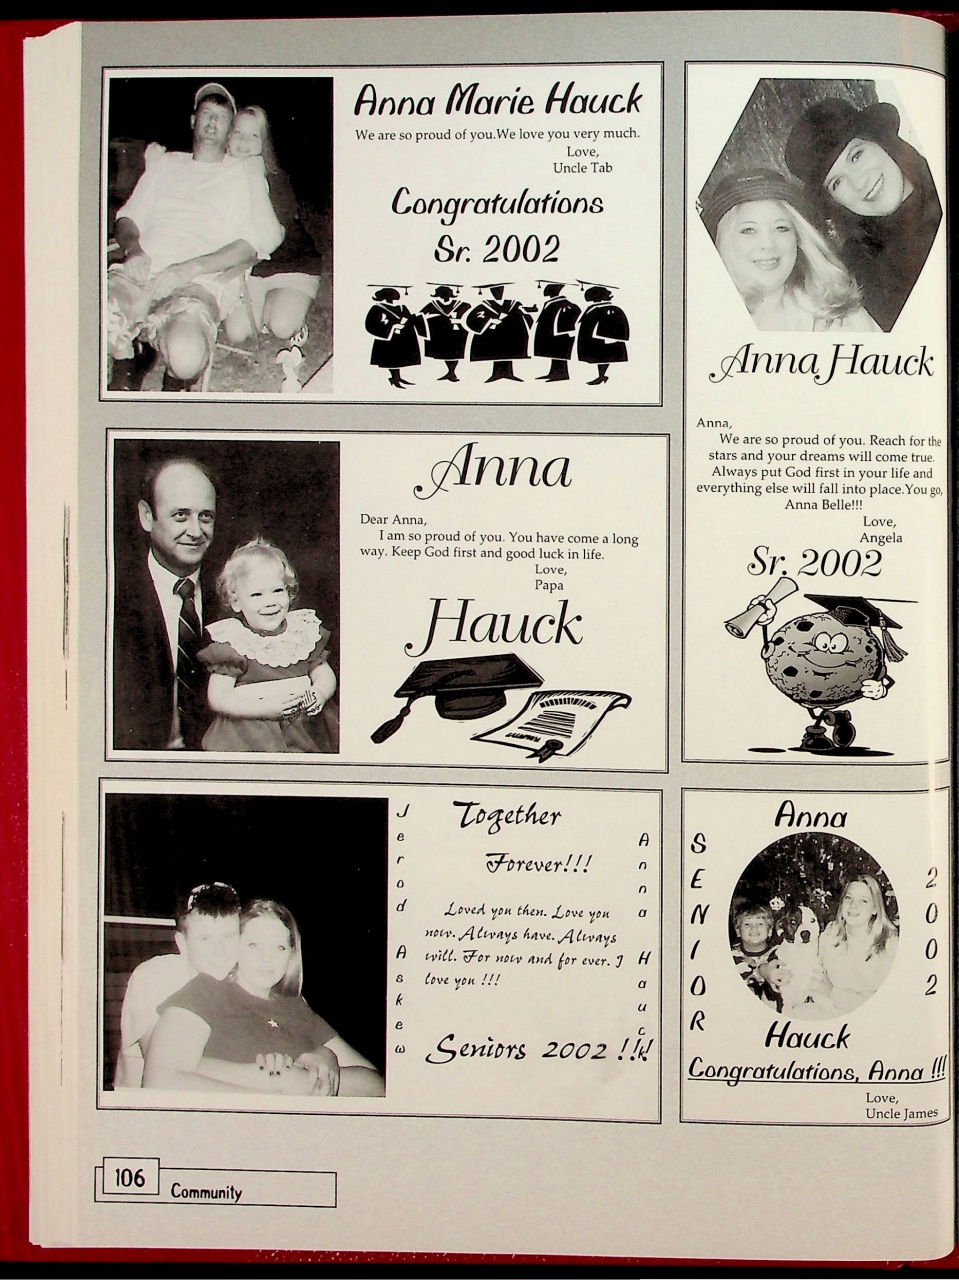 Anna Marie Hauck
We are so proud of you.We love you very much.
Love,
Uncle Tab
Congratulations
Sr. 2002
Anna Hauck
Anna,
We are so proud of you. Reach for the
stars and your dreams will come true.
Always put God first in your life and
everything else will fall into place.You go,
Anna Belle!!!
Love,
Angela
Sr. 2002
Anna
Dear Anna,
I am so proud of you. You have come a long
way. Keep God first and good luck in life.
Love,
Papa
Hauck
Jerod Askew
Together
Forever!!!
Loved you then. Love you
now. Always have. Always
will. For now and for ever. I
love you !!!
Seniors 2002 !!!
Anna Hauck
Anna
SENIOR
2002
Hauck
Congratulations, Anna !!!
Love,
Uncle James
106
Community